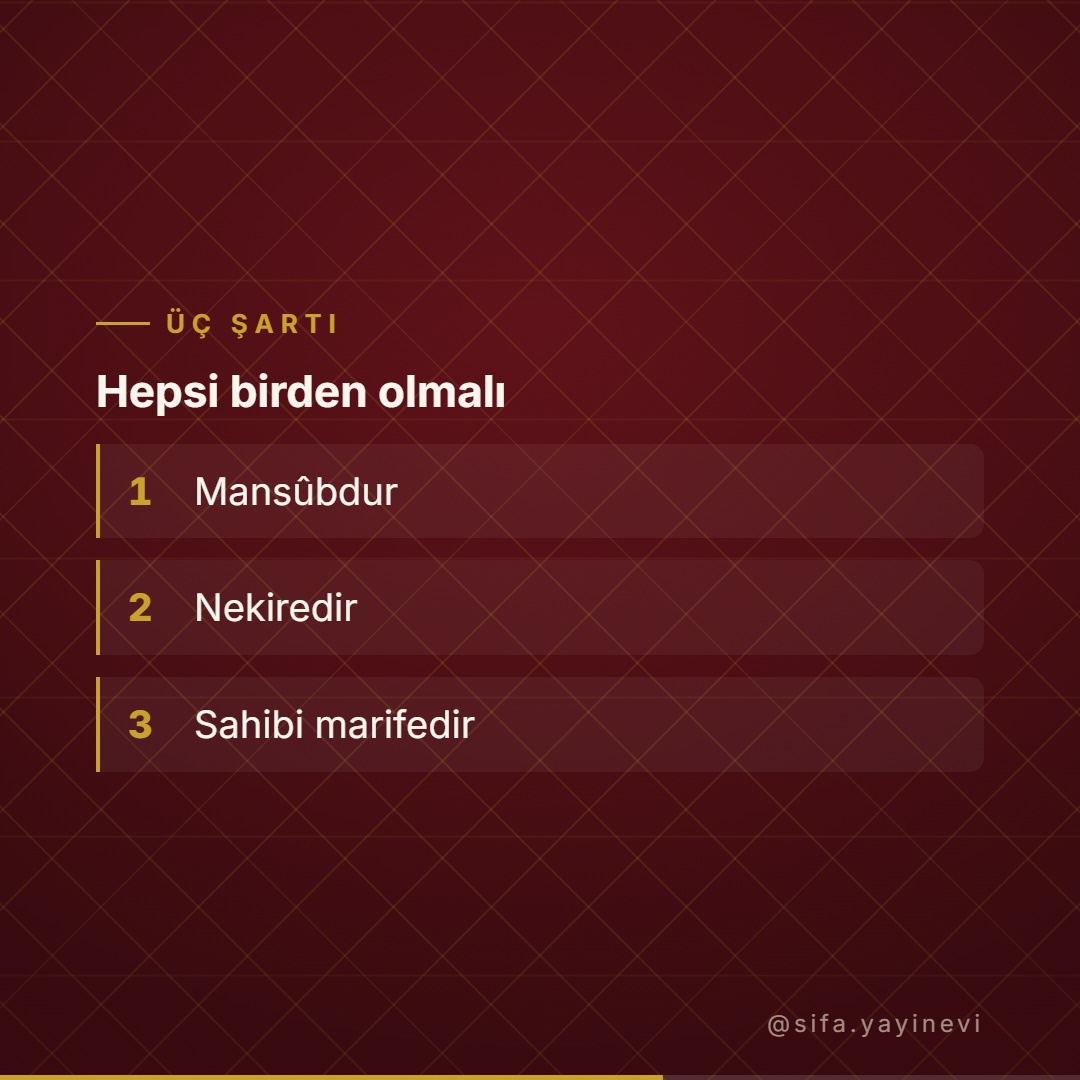 ÜÇ ŞARTI
Hepsi birden olmalı
1 Mansûbdur
2 Nekiredir
3 Sahibi marifedir
@sifa.yayinevi